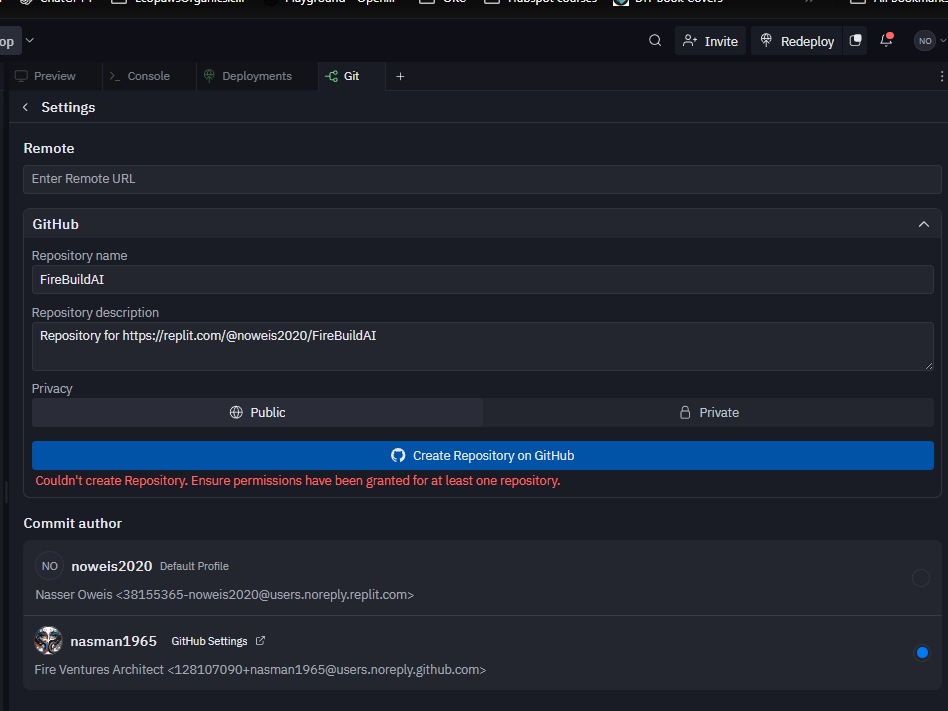 op
Invite
Redeploy
NO
Preview
Console
Deployments
Git
Settings
Remote
Enter Remote URL
GitHub
Repository name
FireBuildAI
Repository description
Repository for https://replit.com/@noweis2020/FireBuildAI
Privacy
Public
Private
Create Repository on GitHub
Couldn't create Repository. Ensure permissions have been granted for at least one repository.
Commit author
NO noweis2020 Default Profile
Nasser Oweis <38155365-noweis2020@users.noreply.replit.com>
nasman1965 GitHub Settings
Fire Ventures Architect <128107090+nasman1965@users.noreply.github.com>